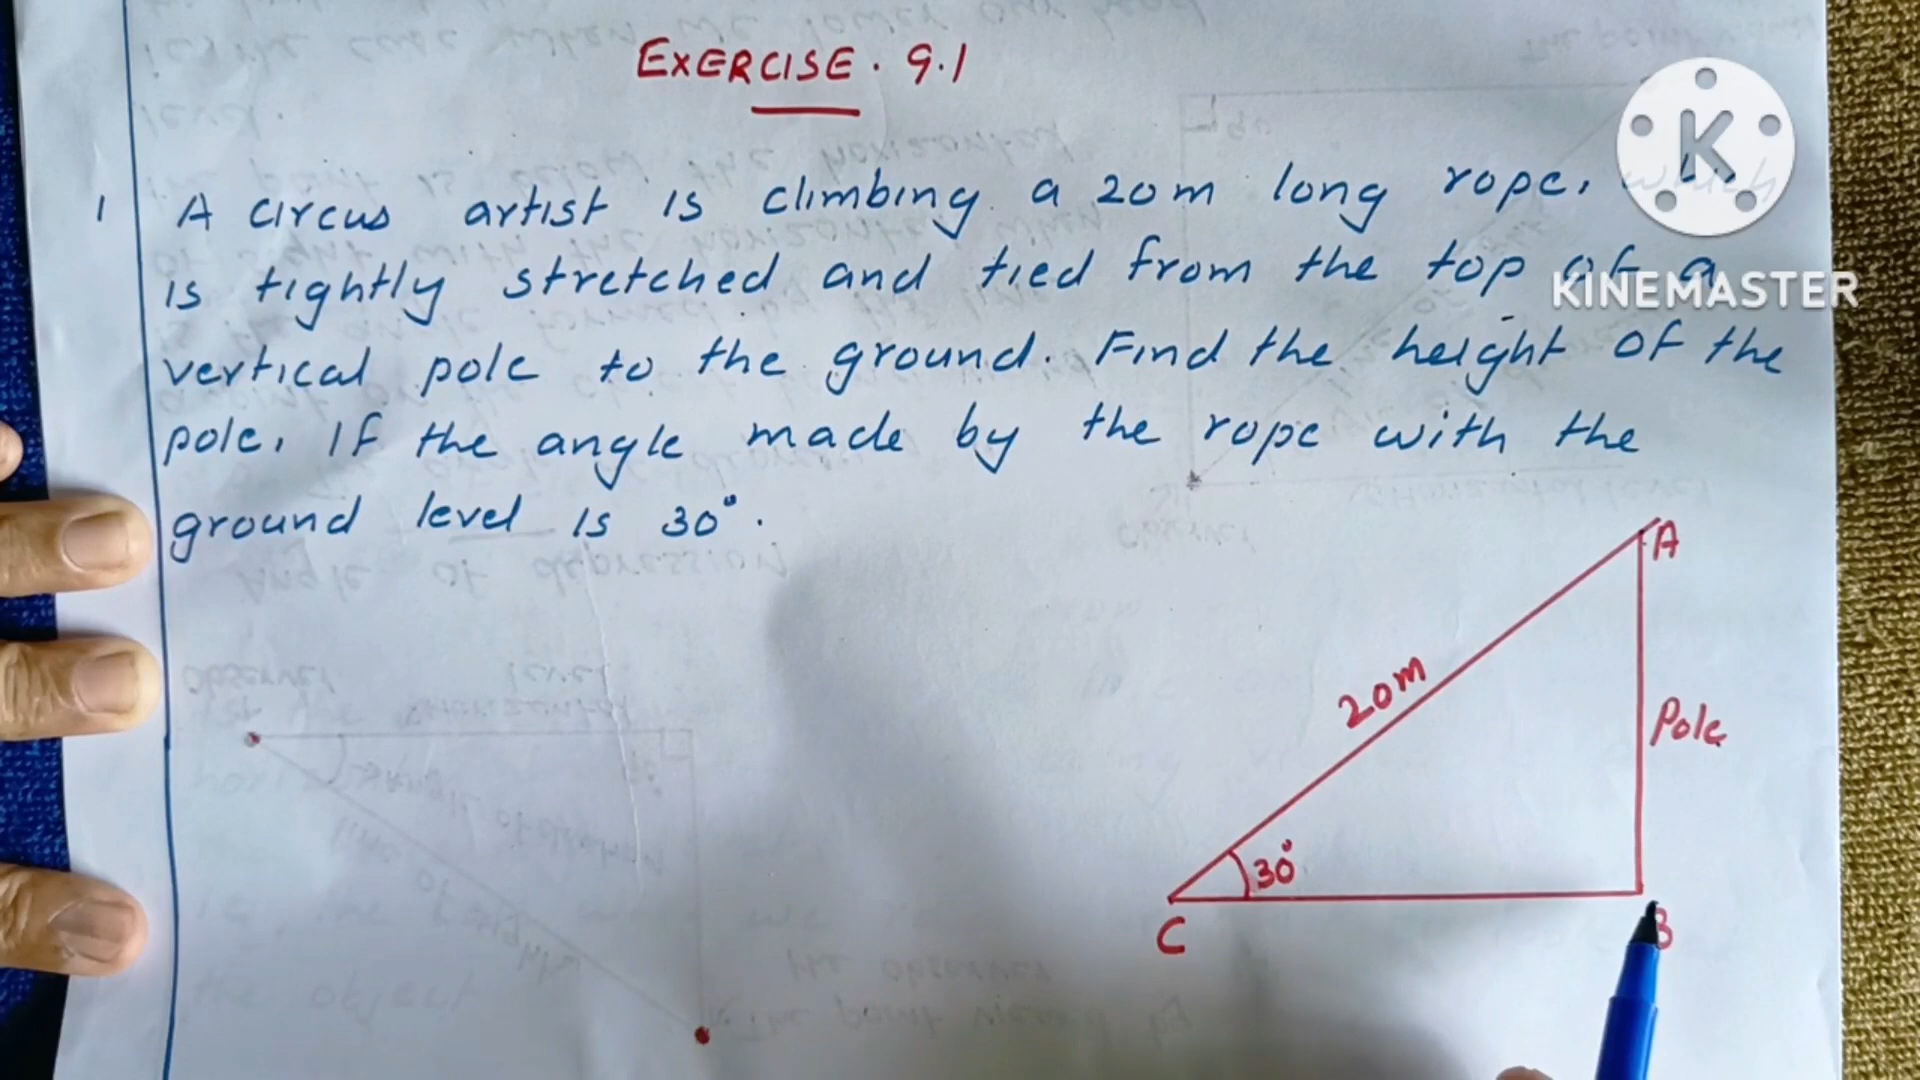 EXERCISE. 9.1
1 A circus artist is climbing a 20m long rope, which
is tightly stretched and tied from the top of a
vertical pole to the ground. Find the height of the
pole, If the angle made by the rope with the
ground level is 30°.
K
KINEMASTER
A
20m
Pole
30°
C
B